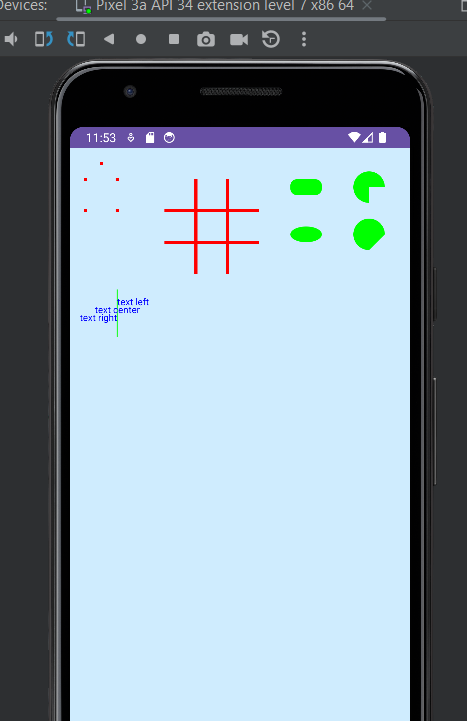 Devices:
Pixel 3a API 34 extension level 7 x86 64
11:53
text left
text center
text right